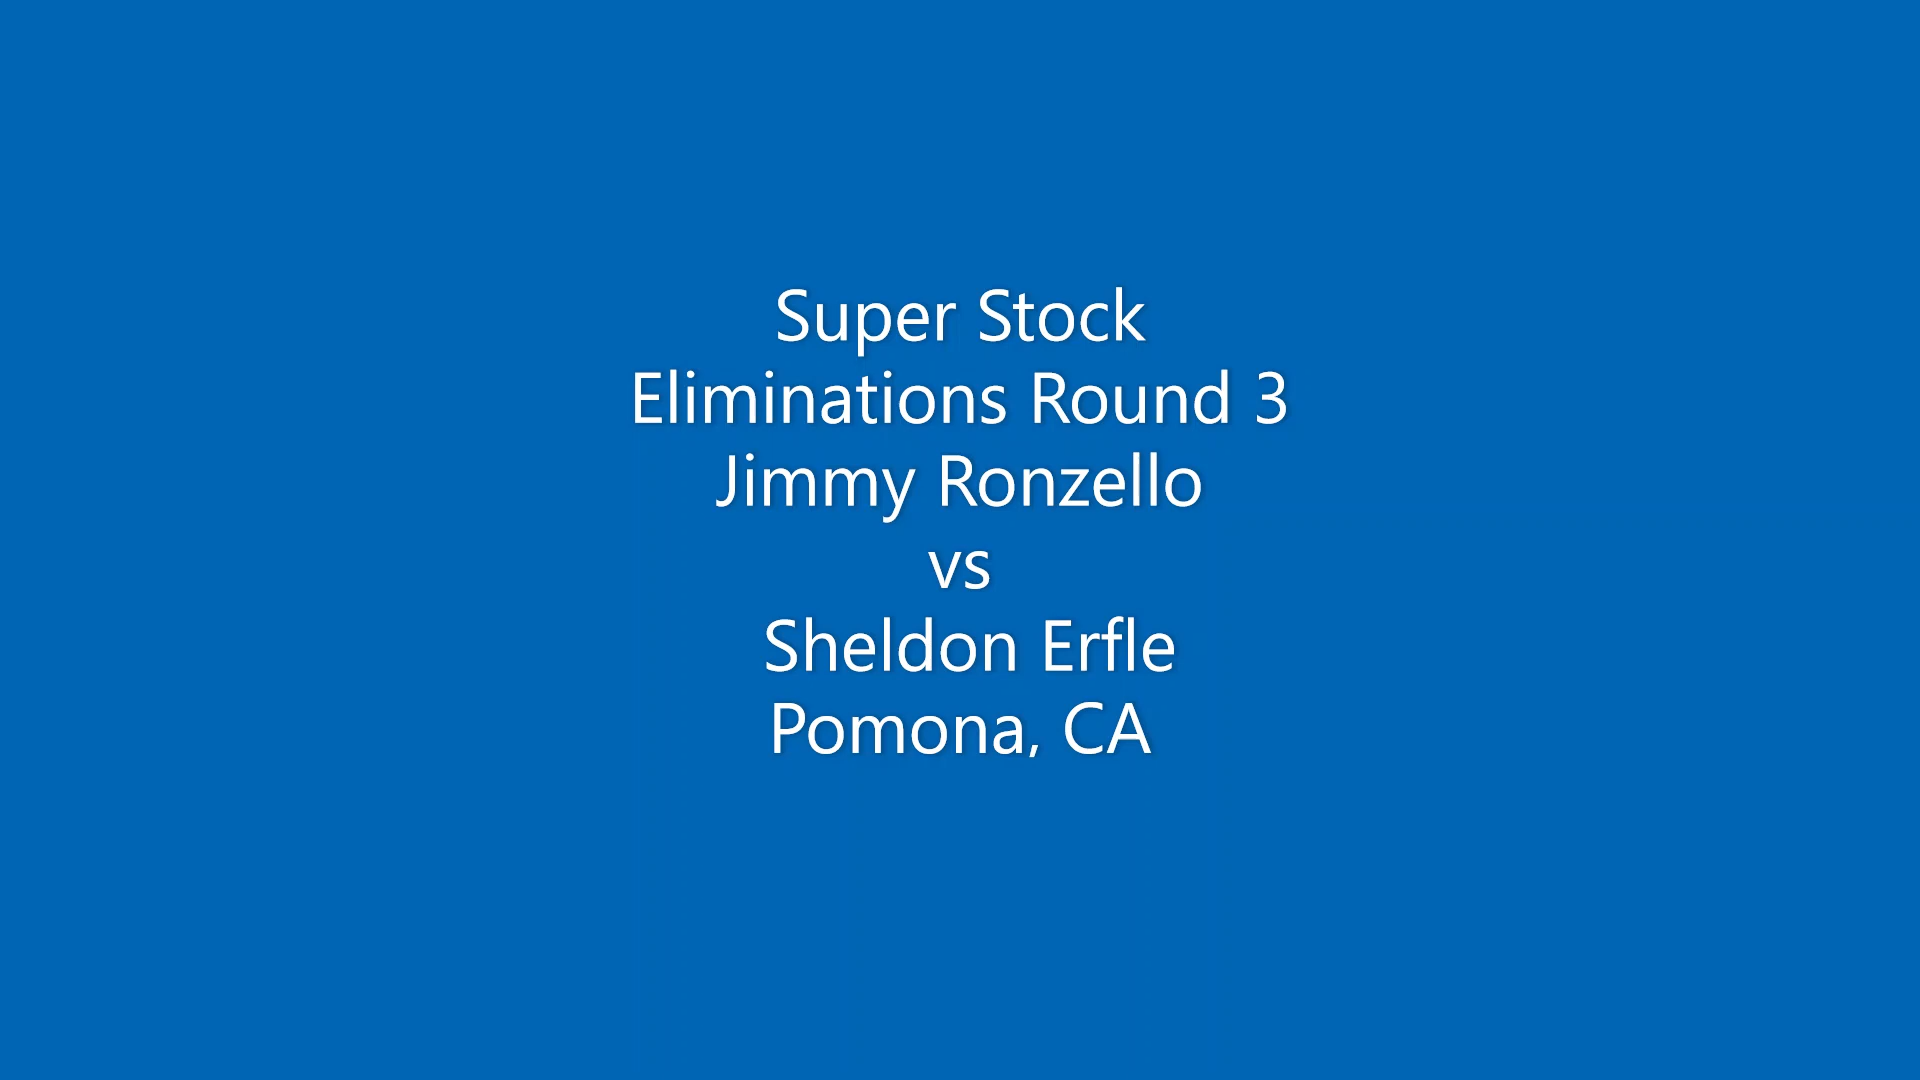 Super Stock
Eliminations Round 3
Jimmy Ronzello
vs
Sheldon Erfle
Pomona, CA